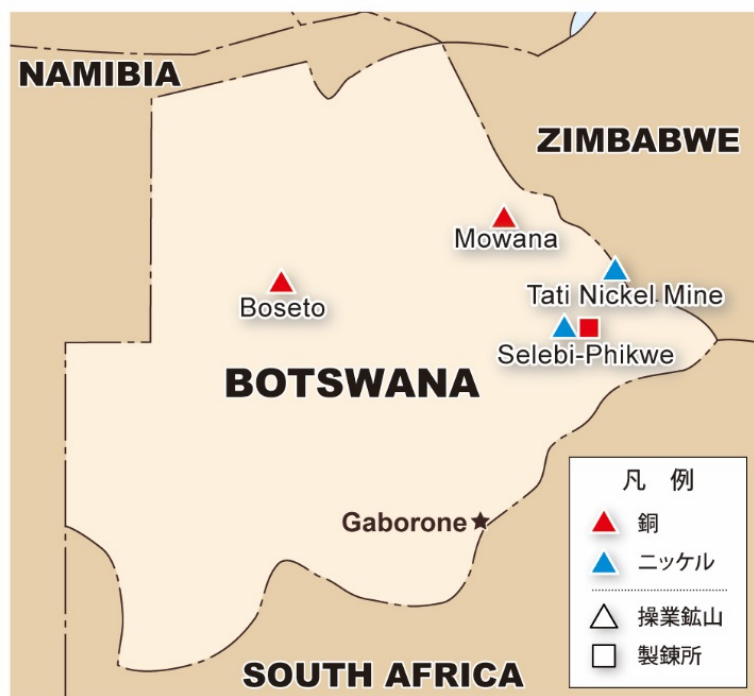 NAMIBIA
ZIMBABWE
Mowana
Tati Nickel Mine
Boseto
Selebi-Phikwe
BOTSWANA
Gaborone
SOUTH AFRICA
凡 例
銅
ニッケル
操業鉱山
製錬所